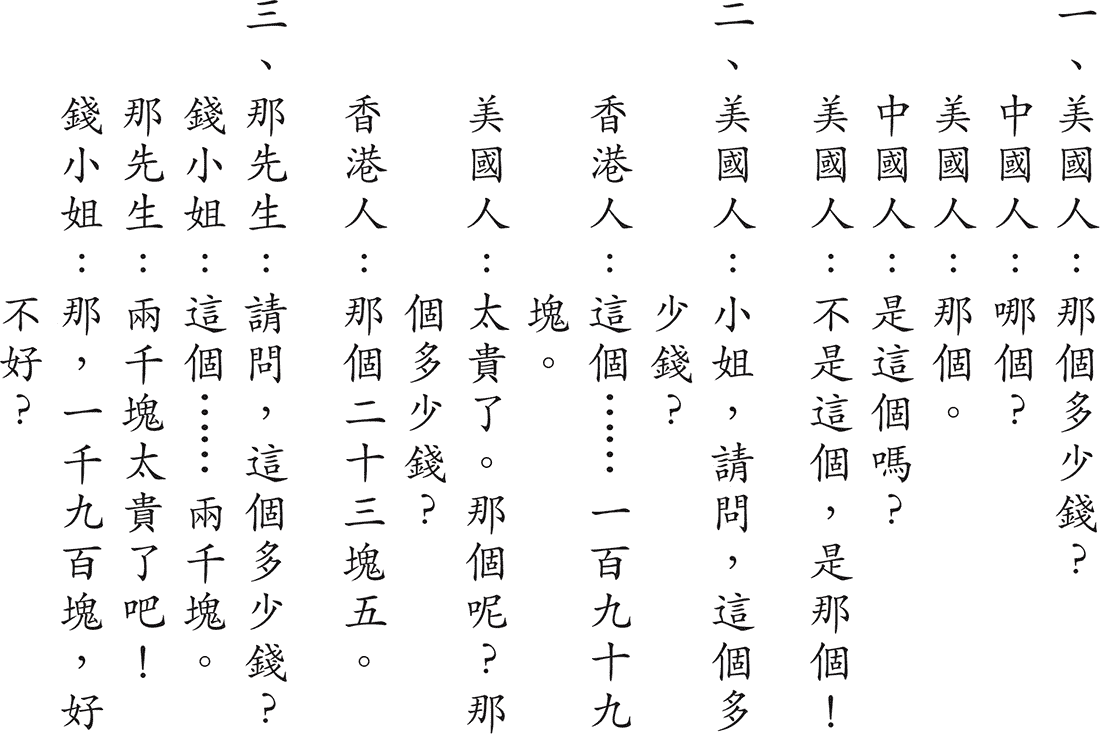 一、美國人：那個多少錢？
中國人：哪個？
美國人：那個。
中國人：是這個嗎？
美國人：不是這個，是那個！
二、美國人：小姐，請問，這個多
少錢？
香港人：這個……一百九十九
塊。
美國人：太貴了。那個呢？那
個多少錢？
香港人：那個二十三塊五。
三、那先生：請問，這個多少錢？
錢小姐：這個……兩千塊。
那先生：兩千塊太貴了吧！
錢小姐：那，一千九百塊，好
不好？